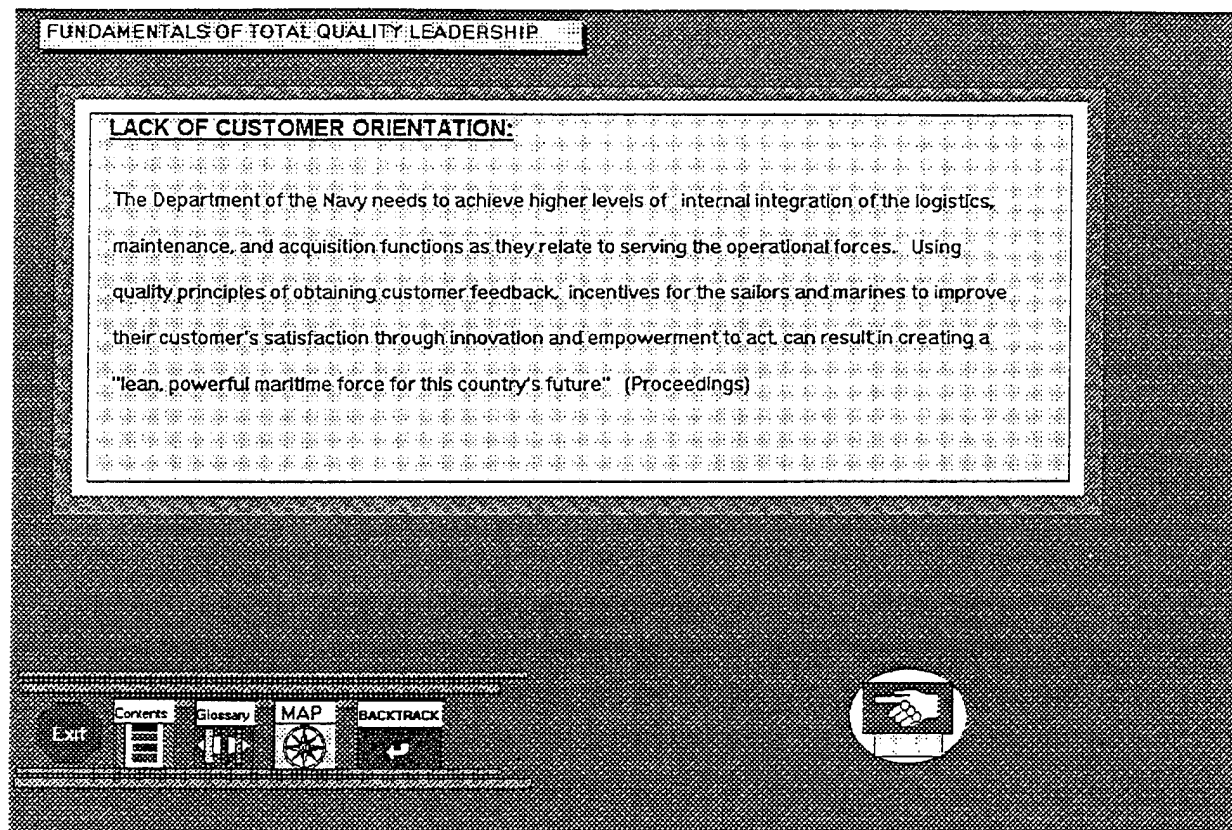 FUNDAMENTALS OF TOTAL QUALITY LEADERSHIP
LACK OF CUSTOMER ORIENTATION:
The Department of the Navy needs to achieve higher levels of internal integration of the logistics,
maintenance, and acquisition functions as they relate to serving the operational forces. Using
quality principles of obtaining customer feedback, incentives for the sailors and marines to improve
their customer's satisfaction through innovation and empowerment to act, can result in creating a
"lean, powerful maritime force for this country's future" (Proceedings)
Exit Contents Glossary MAP BACKTRACK